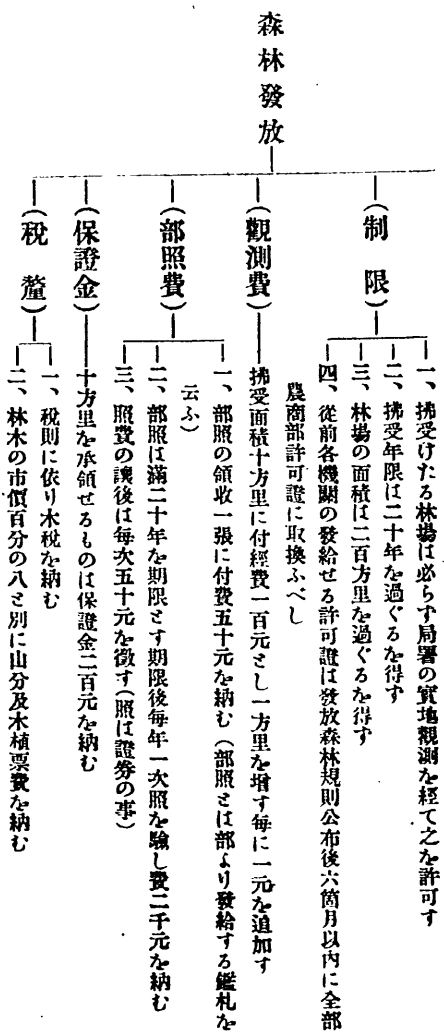 森林發放
(制限)
一、拂受けたる林場は必らず局署の實地觀測を經て之を許可す
二、拂受年限は二十年を過ぐるを得ず
三、林場の面積は二百方里を過ぐるを得ず
四、從前各機關の發給せる許可證は發放森林規則公布後六箇月以内に全部
農商部許可證に取換ふべし
(觀測費)
拂受面積十方里に付經費一百元とし一方里を增す每に一元を追加す
(部照費)
一、部照の領收一張に付費五十元を納む(部照とは部より發給する鑑札を
云ふ)
二、部照は滿二十年を期限とす期限後每年一次照を驗し費二千元を納む
三、照費の讓後は每次五十元を徵す(照は證券の事)
(保證金)
十方里を承領せるものは保證金二百元を納む
(稅釐)
一、稅則に依り木稅を納む
二、林木の市價百分の八と別に山分及木植票費を納む